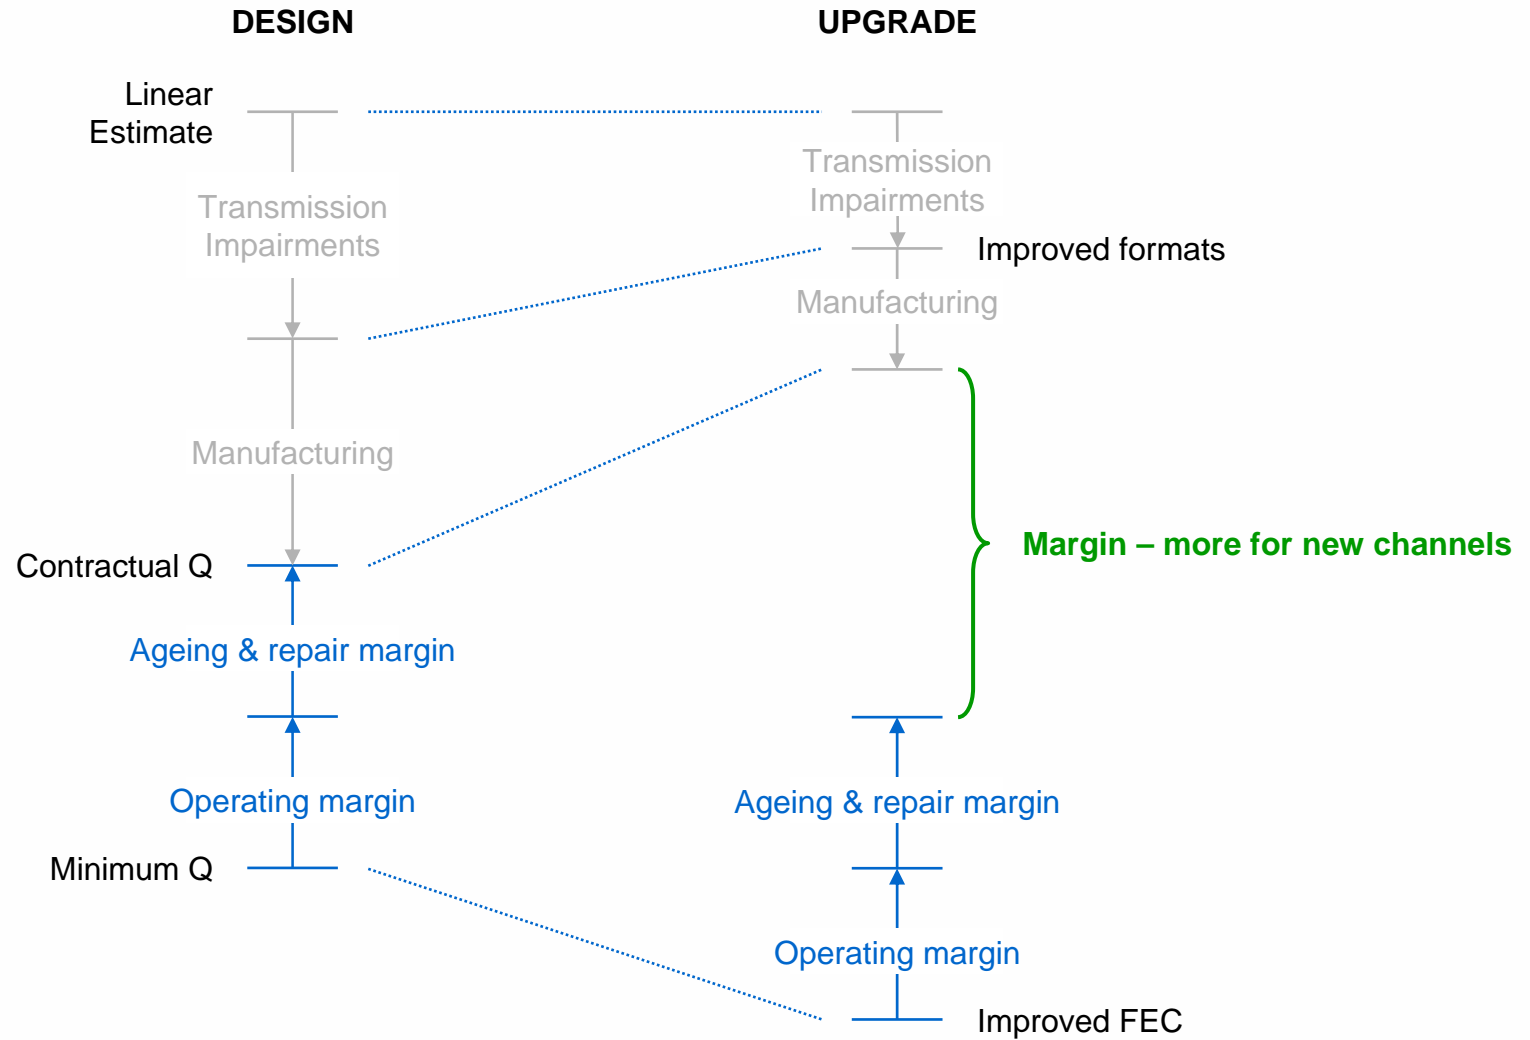 DESIGN
UPGRADE
Linear
Estimate
Transmission
Impairments
Transmission
Impairments
Improved formats
Manufacturing
Manufacturing
Contractual Q
Margin – more for new channels
Ageing & repair margin
Operating margin
Ageing & repair margin
Minimum Q
Operating margin
Improved FEC